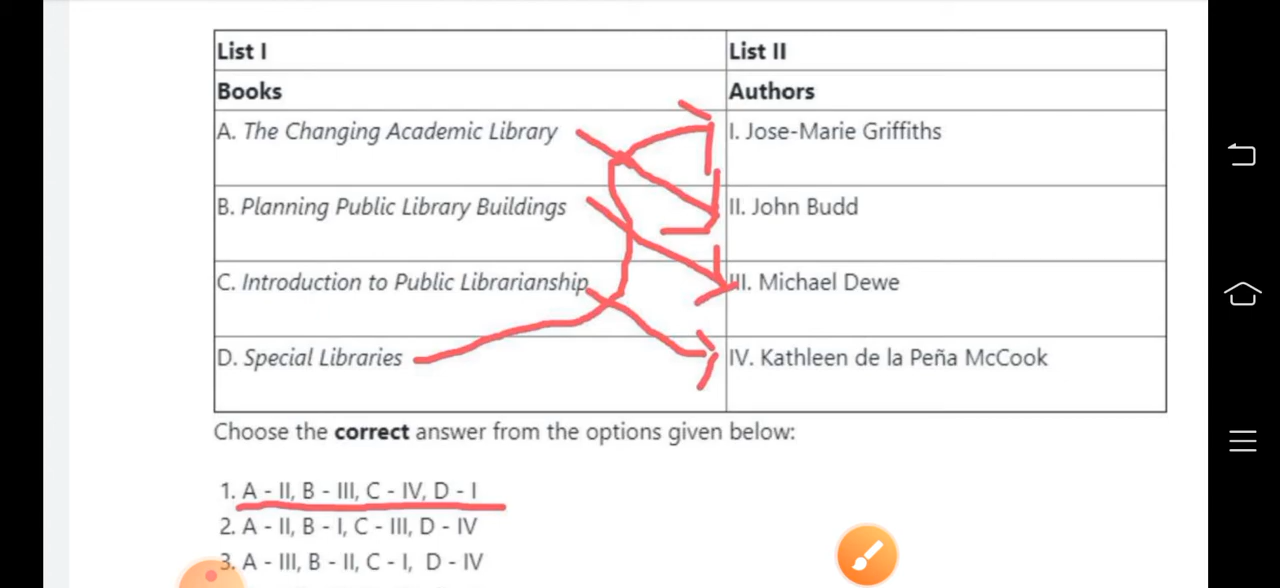 List I List II
Books Authors
A. The Changing Academic Library I. Jose-Marie Griffiths
B. Planning Public Library Buildings II. John Budd
C. Introduction to Public Librarianship III. Michael Dewe
D. Special Libraries IV. Kathleen de la Peña McCook
Choose the correct answer from the options given below:
1. A - II, B - III, C - IV, D - I
2. A - II, B - I, C - III, D - IV
3. A - III, B - II, C - I, D - IV